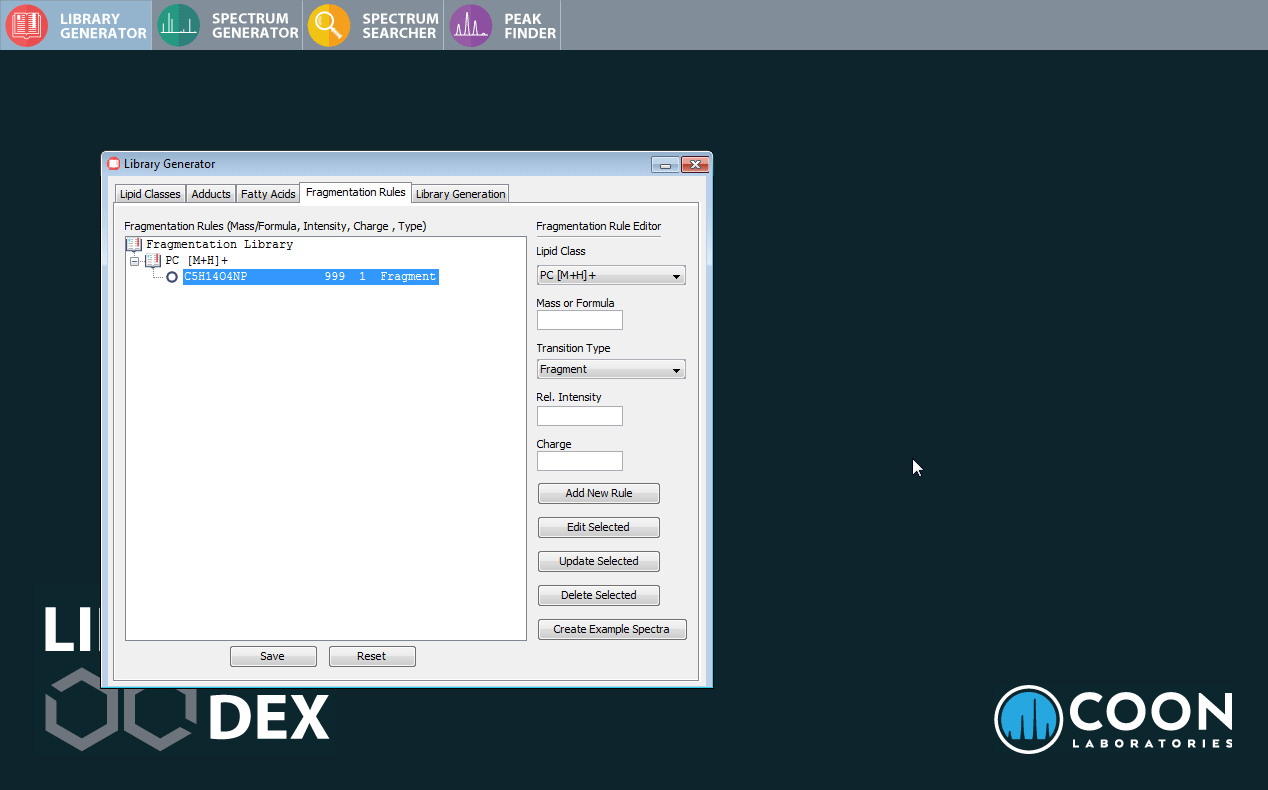 LIBRARY
GENERATOR
SPECTRUM
GENERATOR
SPECTRUM
SEARCHER
PEAK
FINDER
Library Generator
Lipid Classes
Adducts
Fatty Acids
Fragmentation Rules
Library Generation
Fragmentation Rules (Mass/Formula, Intensity, Charge , Type)
Fragmentation Library
PC [M+H]+
C5H14O4NP 999 1 Fragment
Fragmentation Rule Editor
Lipid Class
PC [M+H]+
Mass or Formula
Transition Type
Fragment
Rel. Intensity
Charge
Add New Rule
Edit Selected
Update Selected
Delete Selected
Create Example Spectra
Save
Reset
LI
DEX
COON
LABORATORIES